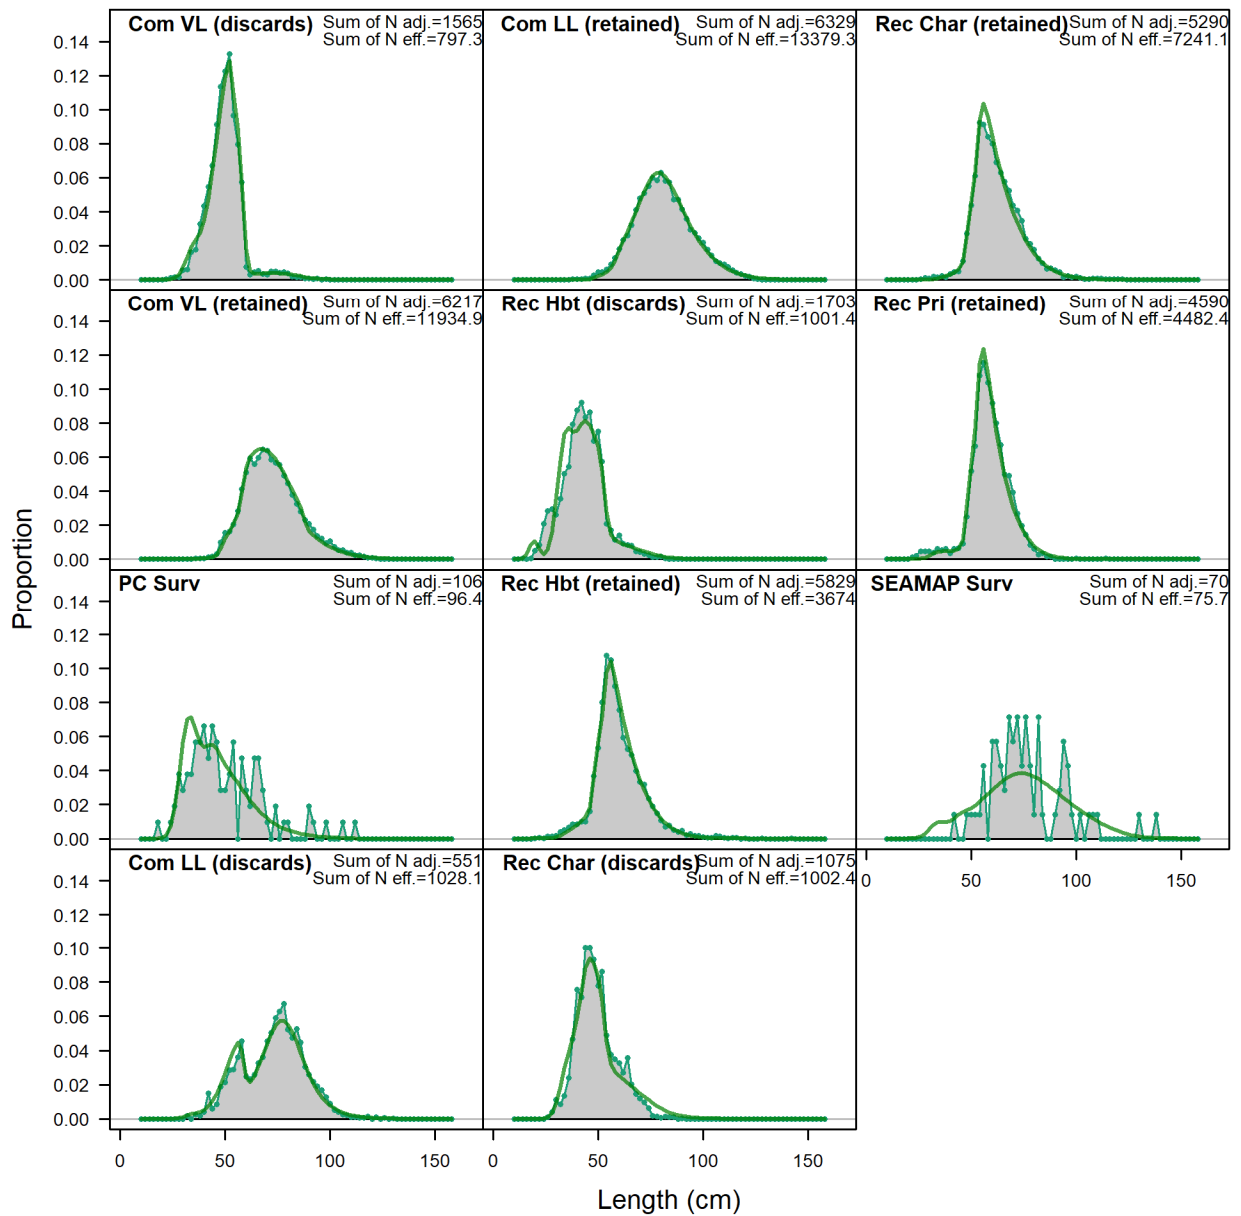 Com VL (discards)
Sum of N adj.=1565
Sum of N eff.=797.3
Com LL (retained)
Sum of N adj.=6329
Sum of N eff.=13379.3
Rec Char (retained)
Sum of N adj.=5290
Sum of N eff.=7241.1
0.14
0.12
0.10
0.08
0.06
0.04
0.02
0.00
Com VL (retained)
Sum of N adj.=6217
Sum of N eff.=11934.9
Rec Hbt (discards)
Sum of N adj.=1703
Sum of N eff.=1001.4
Rec Pri (retained)
Sum of N adj.=4590
Sum of N eff.=4482.4
0.14
0.12
0.10
0.08
0.06
0.04
0.02
0.00
PC Surv
Sum of N adj.=106
Sum of N eff.=96.4
Rec Hbt (retained)
Sum of N adj.=5829
Sum of N eff.=3674
SEAMAP Surv
Sum of N adj.=70
Sum of N eff.=75.7
0.14
0.12
0.10
0.08
0.06
0.04
0.02
0.00
Com LL (discards)
Sum of N adj.=551
Sum of N eff.=1028.1
Rec Char (discards)
Sum of N adj.=1075
Sum of N eff.=1002.4
0 50 100 150
0.14
0.12
0.10
0.08
0.06
0.04
0.02
0.00
0 50 100 150
0 50 100 150
Proportion
Length (cm)